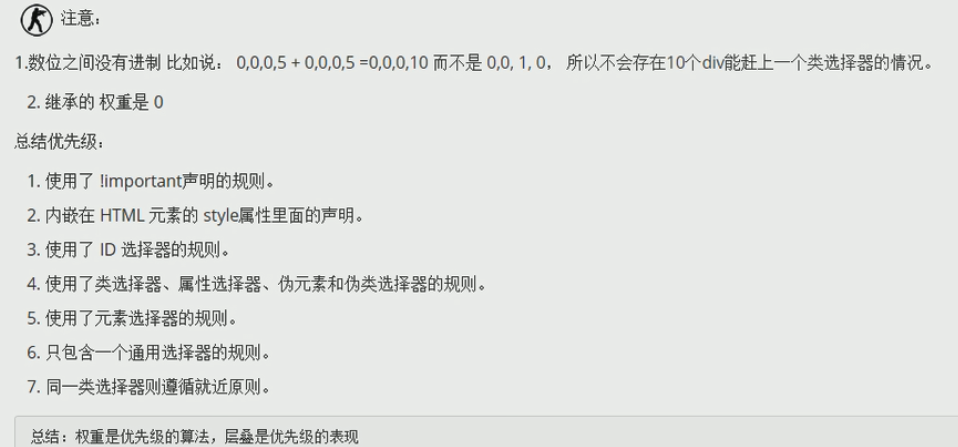 注意：
1.数位之间没有进制 比如说： 0,0,0,5 + 0,0,0,5 =0,0,0,10 而不是 0,0, 1, 0， 所以不会存在10个div能赶上一个类选择器的情况。
2. 继承的 权重是 0
总结优先级：
1. 使用了 !important声明的规则。
2. 内嵌在 HTML 元素的 style属性里面的声明。
3. 使用了 ID 选择器的规则。
4. 使用了类选择器、属性选择器、伪元素和伪类选择器的规则。
5. 使用了元素选择器的规则。
6. 只包含一个通用选择器的规则。
7. 同一类选择器则遵循就近原则。
总结：权重是优先级的算法，层叠是优先级的表现